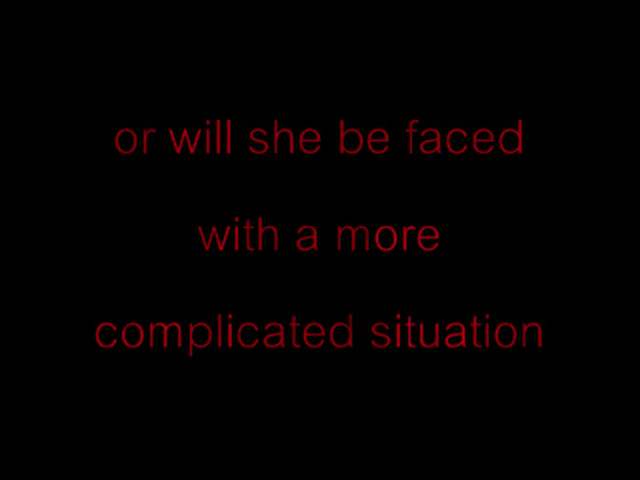 or will she be faced
with a more
complicated situation